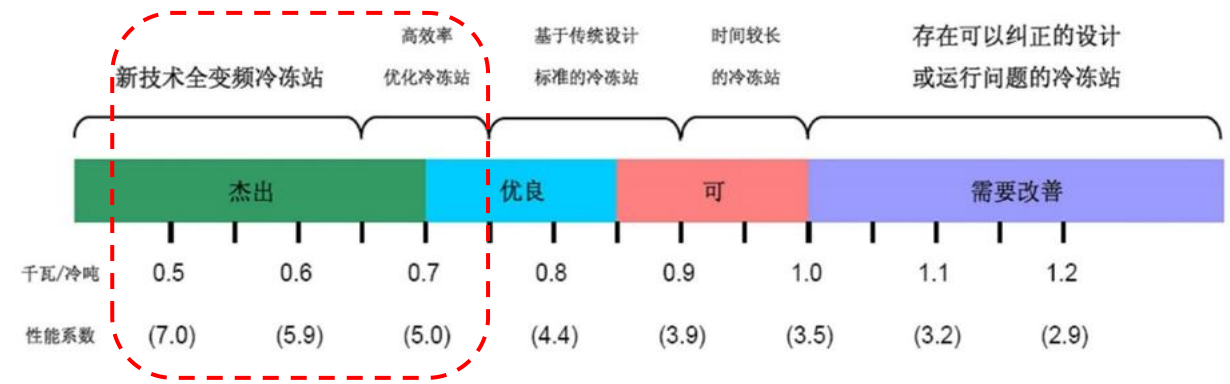 高效率
优化冷冻站
新技术全变频冷冻站
基于传统设计
标准的冷冻站
时间较长
的冷冻站
存在可以纠正的设计
或运行问题的冷冻站
杰出 优良 可 需要改善
千瓦/冷吨 0.5 0.6 0.7 0.8 0.9 1.0 1.1 1.2
性能系数 (7.0) (5.9) (5.0) (4.4) (3.9) (3.5) (3.2) (2.9)